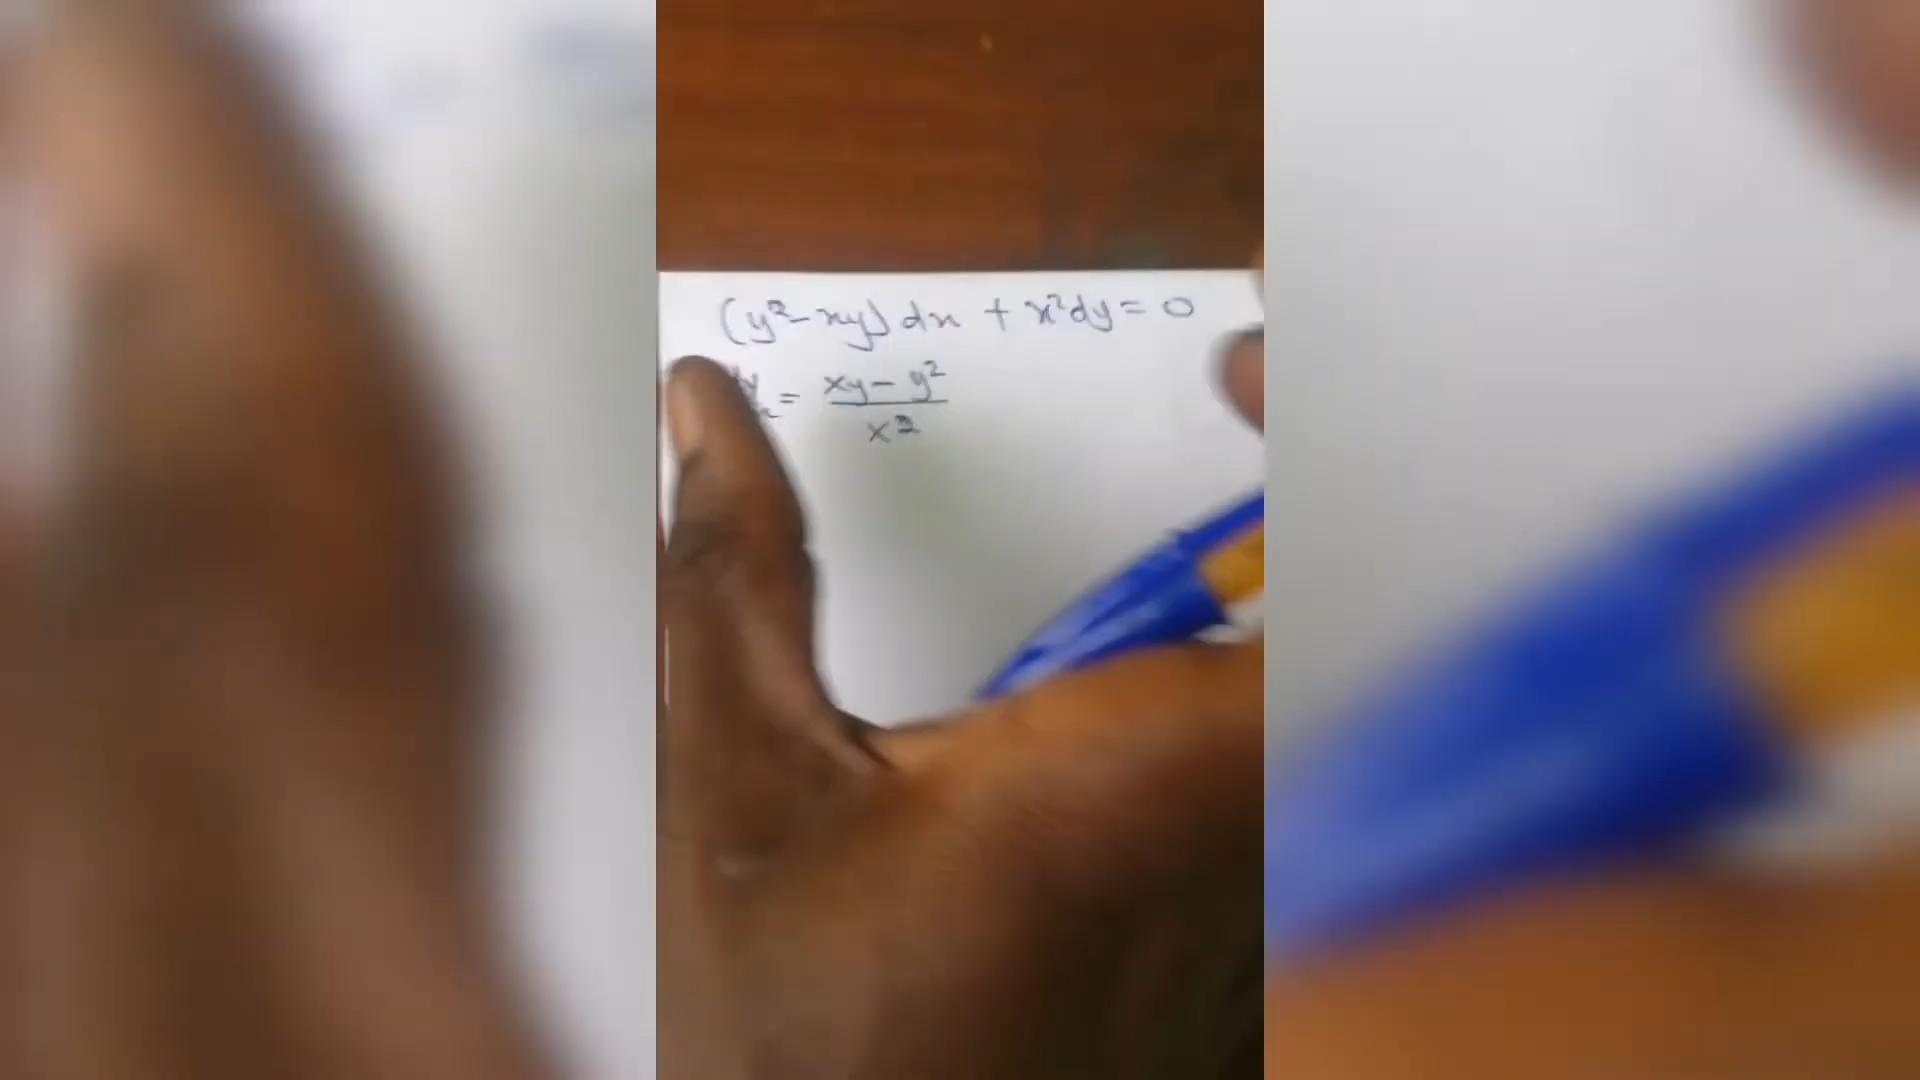 (y²-xy)dx + x²dy = 0
= xy - y² / x²